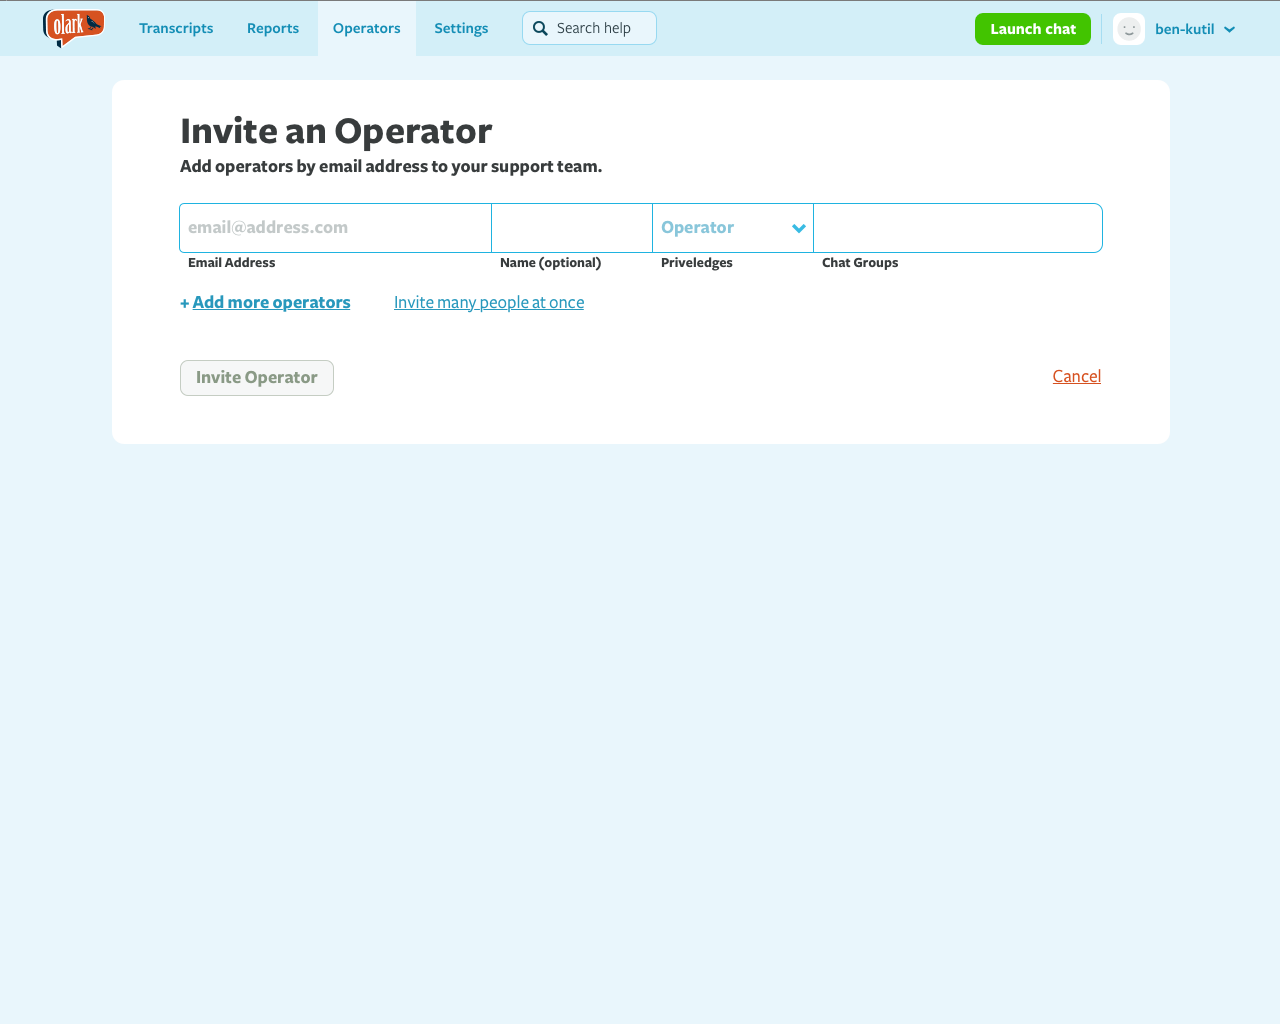 olark Transcripts Reports Operators Settings Search help Launch chat ben-kutil
Invite an Operator
Add operators by email address to your support team.
email@address.com Operator
Email Address Name (optional) Priveledges Chat Groups
+ Add more operators Invite many people at once
Invite Operator Cancel